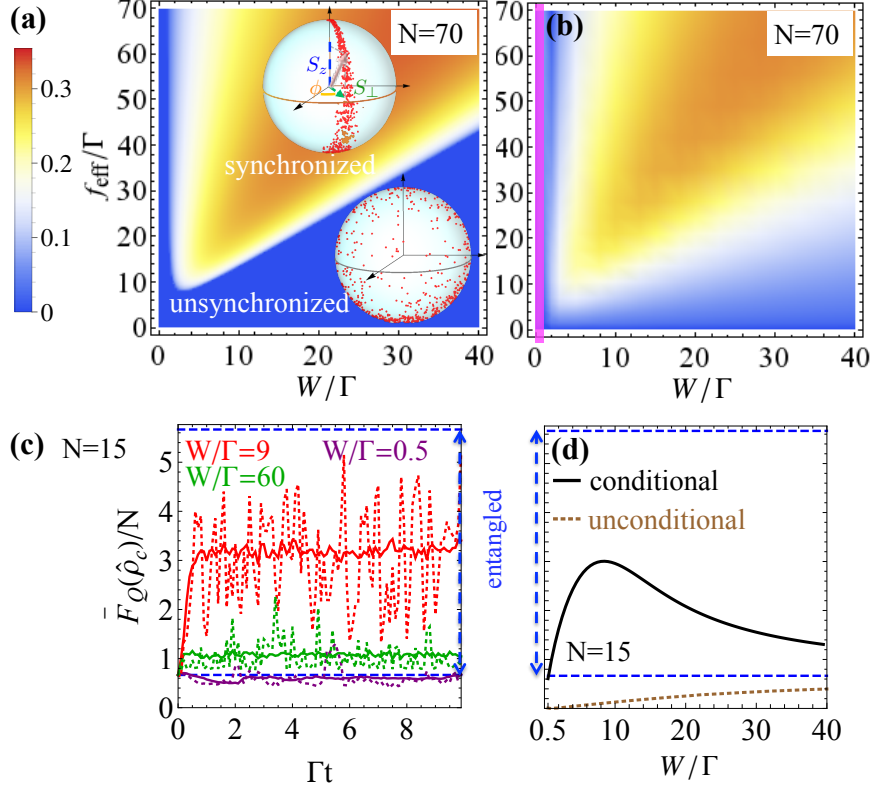 (a)
N=70
70
60
50
40
30
20
10
0
f_eff/Γ
0.3
0.2
0.1
0
S_z
ϕ
S_⊥
synchronized
unsynchronized
0 10 20 30 40
W/Γ
(b)
N=70
70
60
50
40
30
20
10
0
0 10 20 30 40
W/Γ
(c)
N=15
W/Γ=9
W/Γ=0.5
W/Γ=60
5
4
3
2
1
0
F̄_Q(ρ̂_c)/N
0 2 4 6 8
Γt
entangled
(d)
conditional
unconditional
N=15
0.5 10 20 30 40
W/Γ